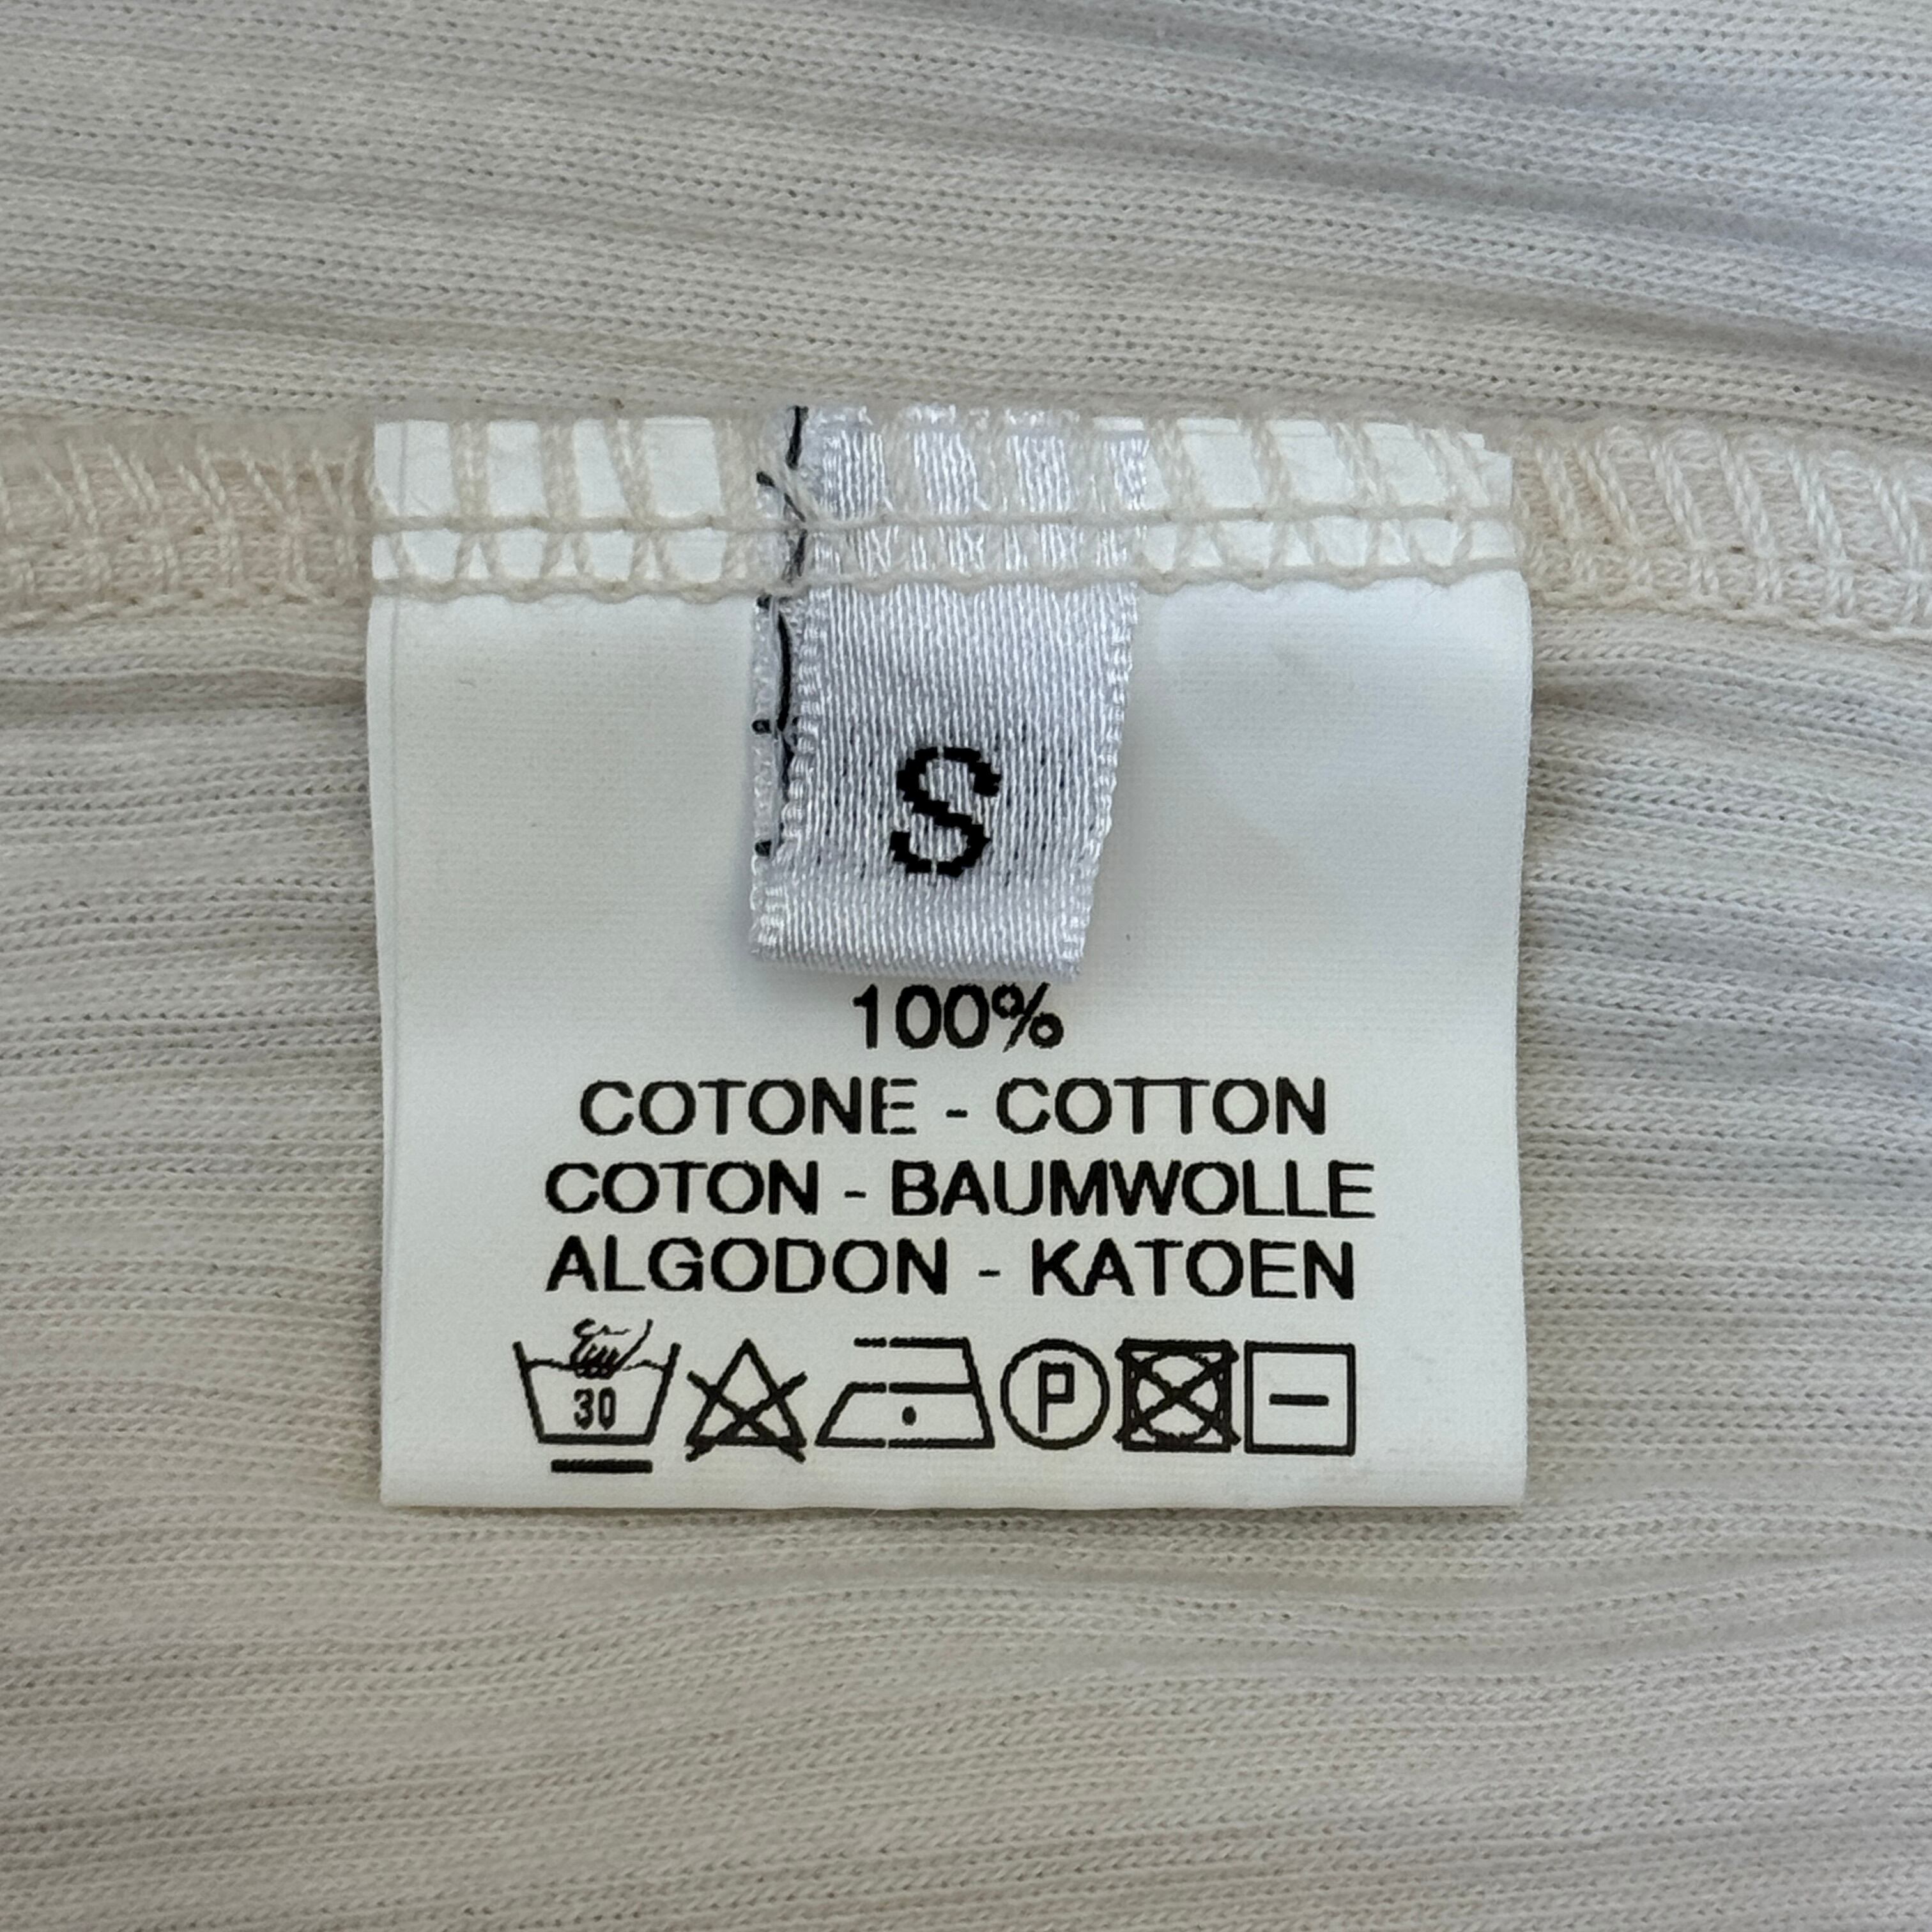 S
100%
COTONE - COTTON
COTON - BAUMWOLLE
ALGODON - KATOEN
30 P